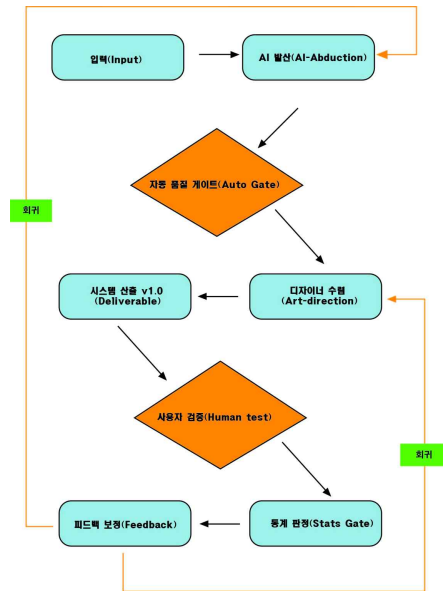 입력(Input)
AI 발산(AI-Abduction)
자동 품질 게이트(Auto Gate)
회귀
시스템 산출 v1.0
(Deliverable)
디자이너 수렴
(Art-direction)
사용자 검증(Human test)
회귀
피드백 보정(Feedback)
통계 판정(Stats Gate)